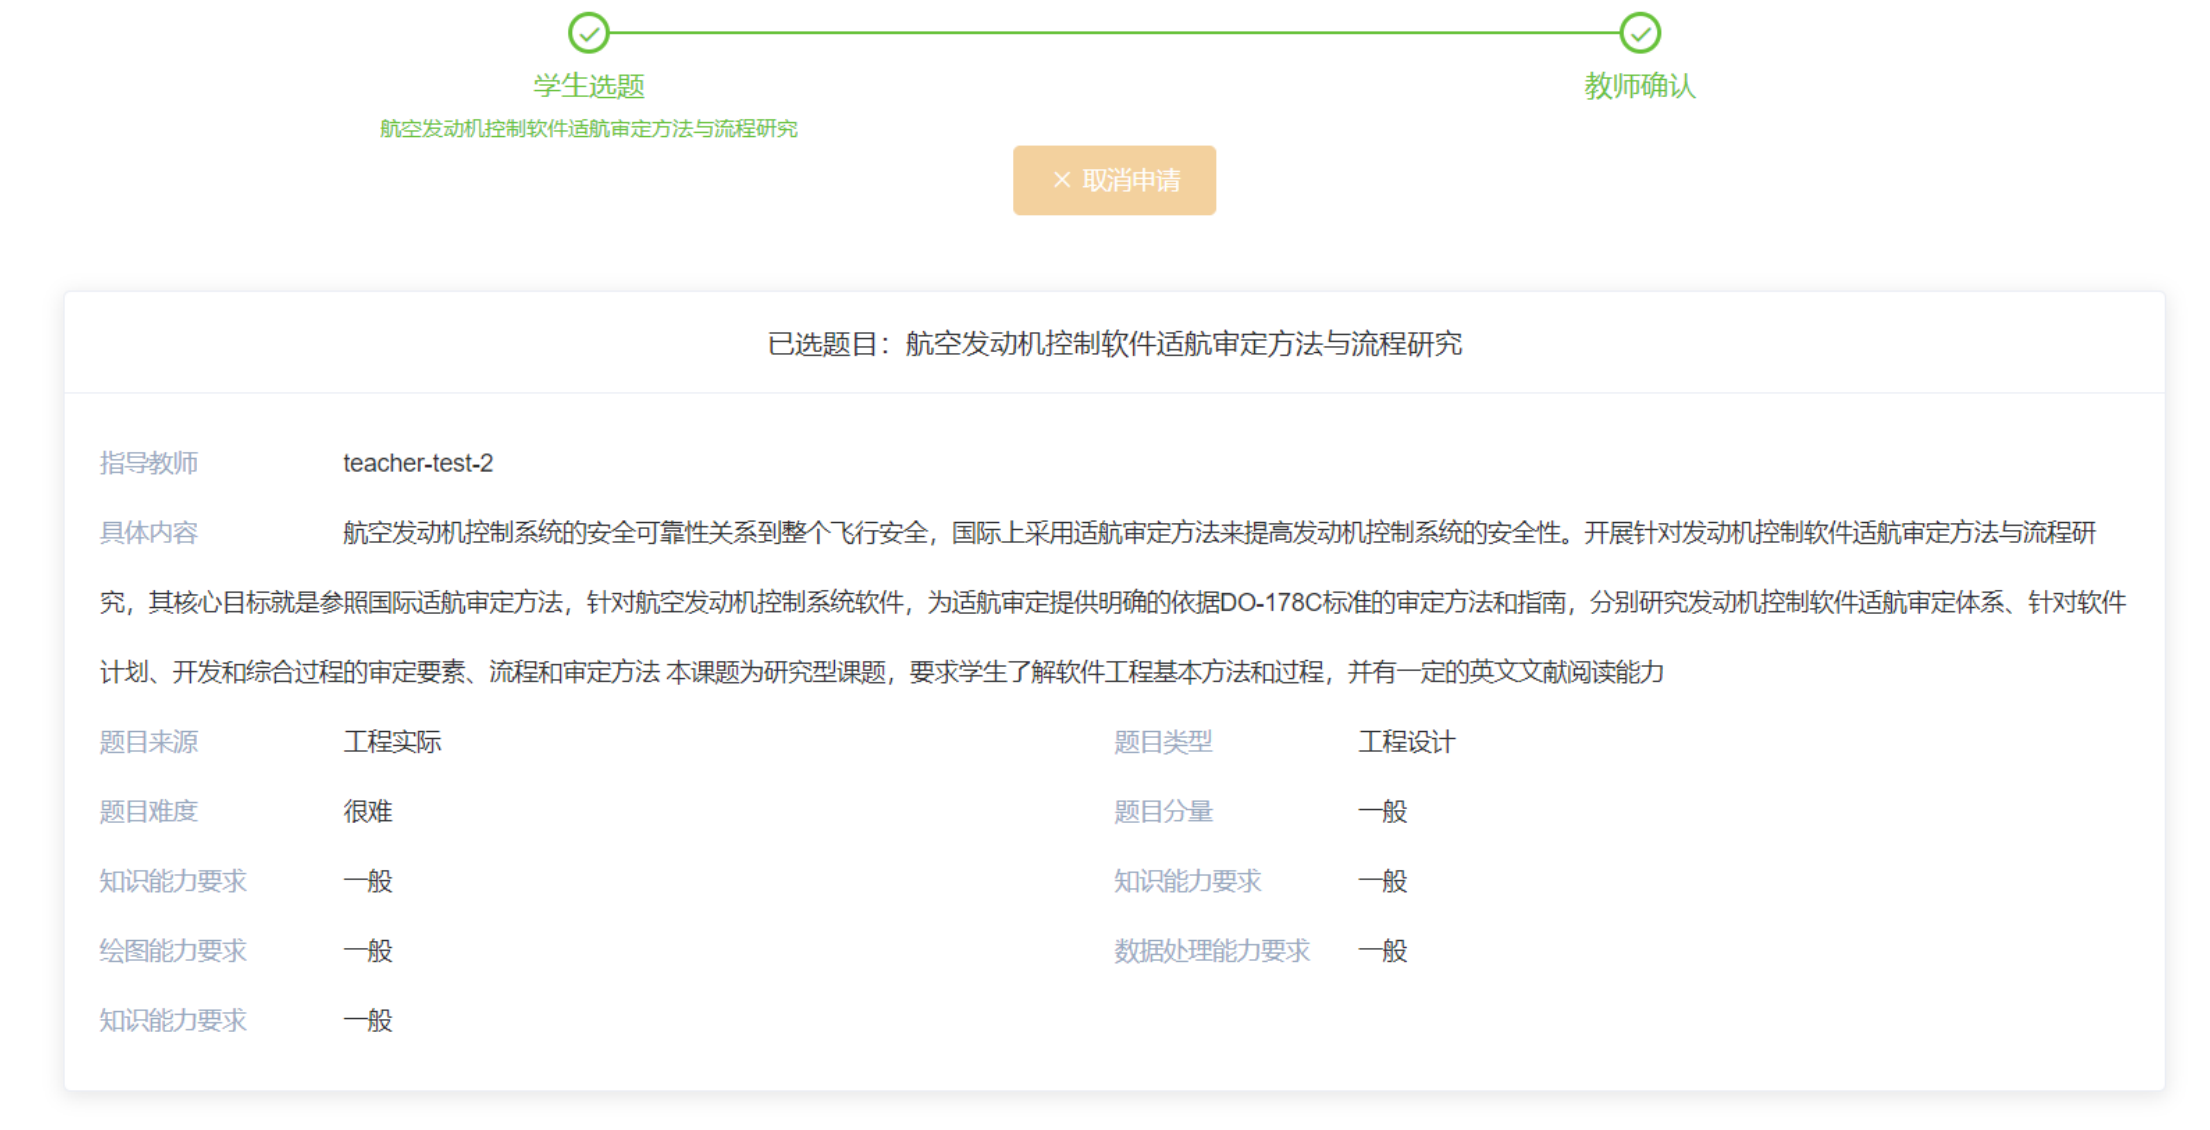 学生选题
教师确认
航空发动机控制软件适航审定方法与流程研究
× 取消申请
已选题目：航空发动机控制软件适航审定方法与流程研究
指导教师 teacher-test-2
具体内容 航空发动机控制系统的安全可靠性关系到整个飞行安全，国际上采用适航审定方法来提高发动机控制系统的安全性。开展针对发动机控制软件适航审定方法与流程研
究，其核心目标就是参照国际适航审定方法，针对航空发动机控制系统软件，为适航审定提供明确的依据DO-178C标准的审定方法和指南，分别研究发动机控制软件适航审定体系、针对软件
计划、开发和综合过程的审定要素、流程和审定方法 本课题为研究型课题，要求学生了解软件工程基本方法和过程，并有一定的英文文献阅读能力
题目来源 工程实际 题目类型 工程设计
题目难度 很难 题目分量 一般
知识能力要求 一般 知识能力要求 一般
绘图能力要求 一般 数据处理能力要求 一般
知识能力要求 一般